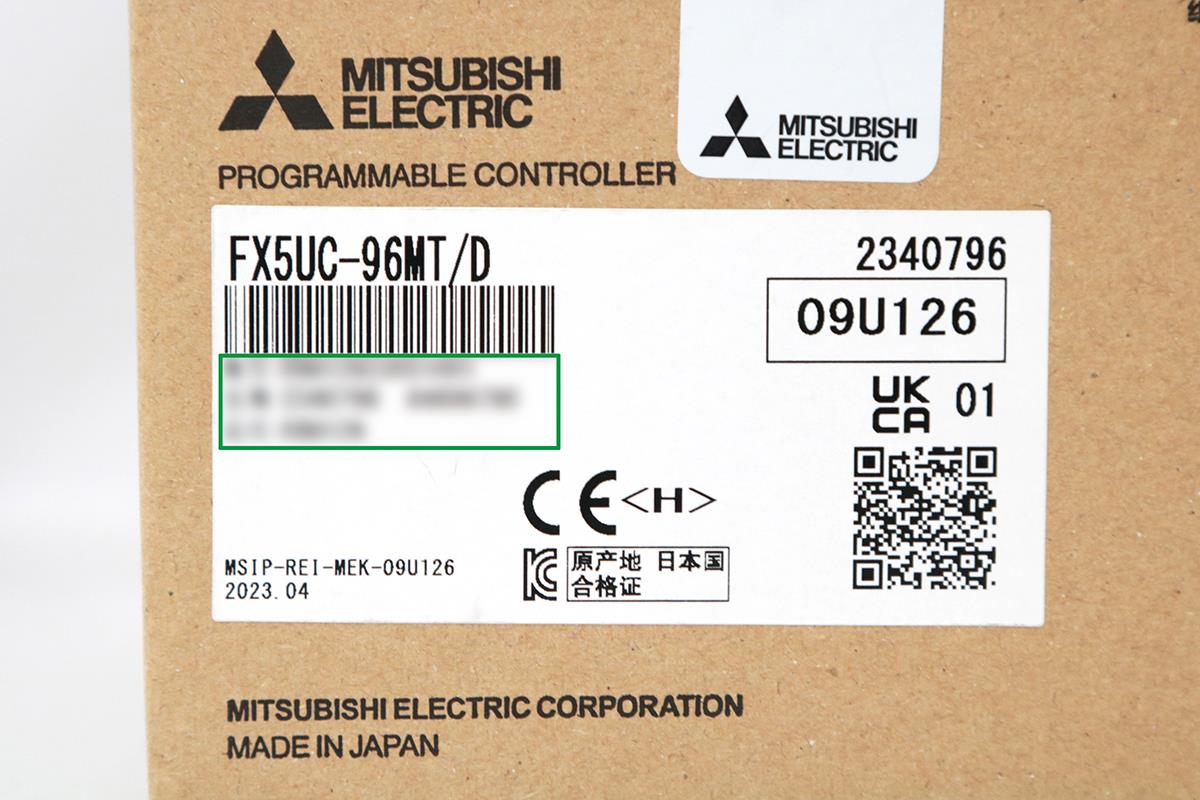 MITSUBISHI
ELECTRIC
MITSUBISHI
ELECTRIC
PROGRAMMABLE CONTROLLER
FX5UC-96MT/D
2340796
09U126
UK
CA
01
CE
<H>
MSIP-REI-MEK-09U126
2023.04
原产地 日本国
合格证
MITSUBISHI ELECTRIC CORPORATION
MADE IN JAPAN